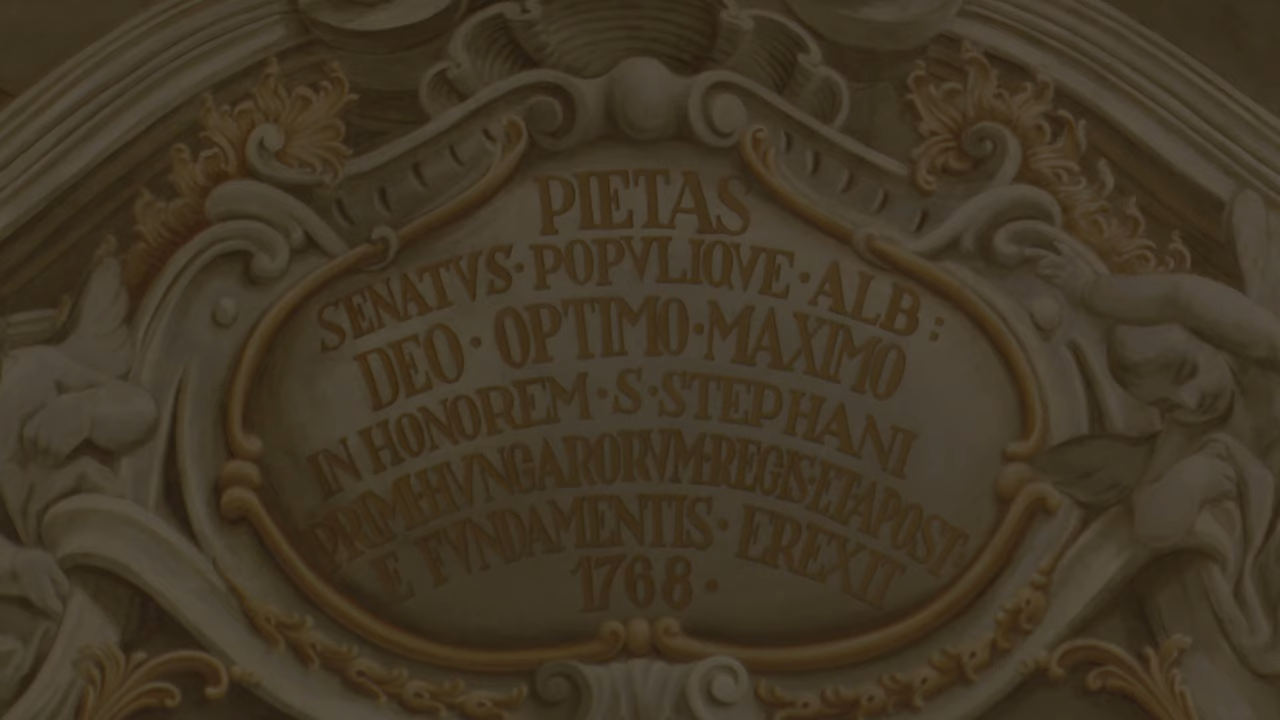 PIETAS
SENATVS · POPVLIQVE · ALB :
DEO · OPTIMO · MAXIMO
IN HONOREM · S · STEPHANI
PRIMI · HVNGARORVM · REGIS · ET APOST :
E FVNDAMENTIS · EREXIT
1768 ·